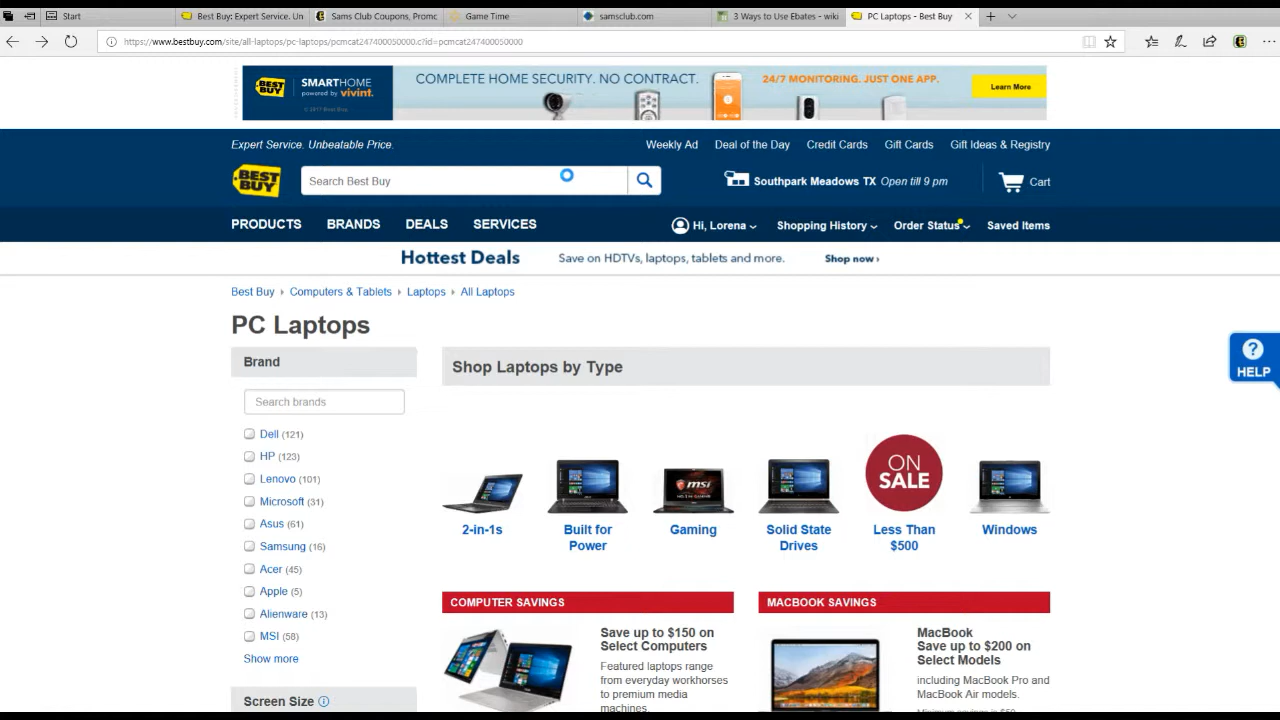 Start
Best Buy: Expert Service. Un
Sams Club Coupons, Promo
Game Time
samsclub.com
3 Ways to Use Ebates - wiki
PC Laptops - Best Buy
https://www.bestbuy.com/site/all-laptops/pc-laptops/pcmcat247400050000.c?id=pcmcat247400050000
BEST BUY
SMARTHOME
powered by vivint.
© 2017 Best Buy
COMPLETE HOME SECURITY. NO CONTRACT.
24/7 MONITORING. JUST ONE APP.
Learn More
Expert Service. Unbeatable Price.
Weekly Ad
Deal of the Day
Credit Cards
Gift Cards
Gift Ideas & Registry
BEST BUY
Search Best Buy
Southpark Meadows TX Open till 9 pm
Cart
PRODUCTS
BRANDS
DEALS
SERVICES
Hi, Lorena
Shopping History
Order Status
Saved Items
Hottest Deals
Save on HDTVs, laptops, tablets and more.
Shop now ›
Best Buy
Computers & Tablets
Laptops
All Laptops
PC Laptops
Brand
Search brands
Dell (121)
HP (123)
Lenovo (101)
Microsoft (31)
Asus (61)
Samsung (16)
Acer (45)
Apple (5)
Alienware (13)
MSI (58)
Show more
Screen Size
Shop Laptops by Type
msi
ON
SALE
2-in-1s
Built for
Power
Gaming
Solid State
Drives
Less Than
$500
Windows
COMPUTER SAVINGS
Save up to $150 on
Select Computers
Featured laptops range
from everyday workhorses
to premium media
machines.
MACBOOK SAVINGS
MacBook
Save up to $200 on
Select Models
including MacBook Pro and
MacBook Air models.
?
HELP